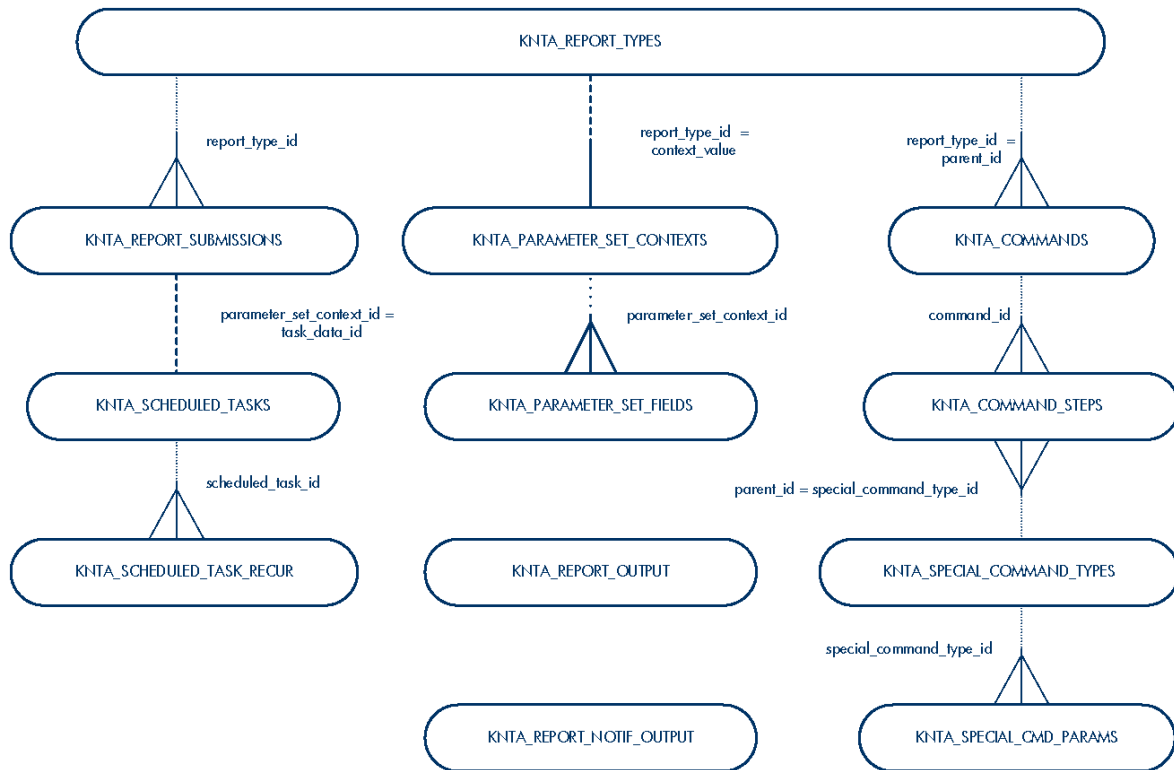 KNTA_REPORT_TYPES
report_type_id
report_type_id =
context_value
report_type_id =
parent_id
KNTA_REPORT_SUBMISSIONS
KNTA_PARAMETER_SET_CONTEXTS
KNTA_COMMANDS
parameter_set_context_id =
task_data_id
parameter_set_context_id
command_id
KNTA_SCHEDULED_TASKS
KNTA_PARAMETER_SET_FIELDS
KNTA_COMMAND_STEPS
scheduled_task_id
parent_id = special_command_type_id
KNTA_SCHEDULED_TASK_RECUR
KNTA_REPORT_OUTPUT
KNTA_SPECIAL_COMMAND_TYPES
special_command_type_id
KNTA_REPORT_NOTIF_OUTPUT
KNTA_SPECIAL_CMD_PARAMS